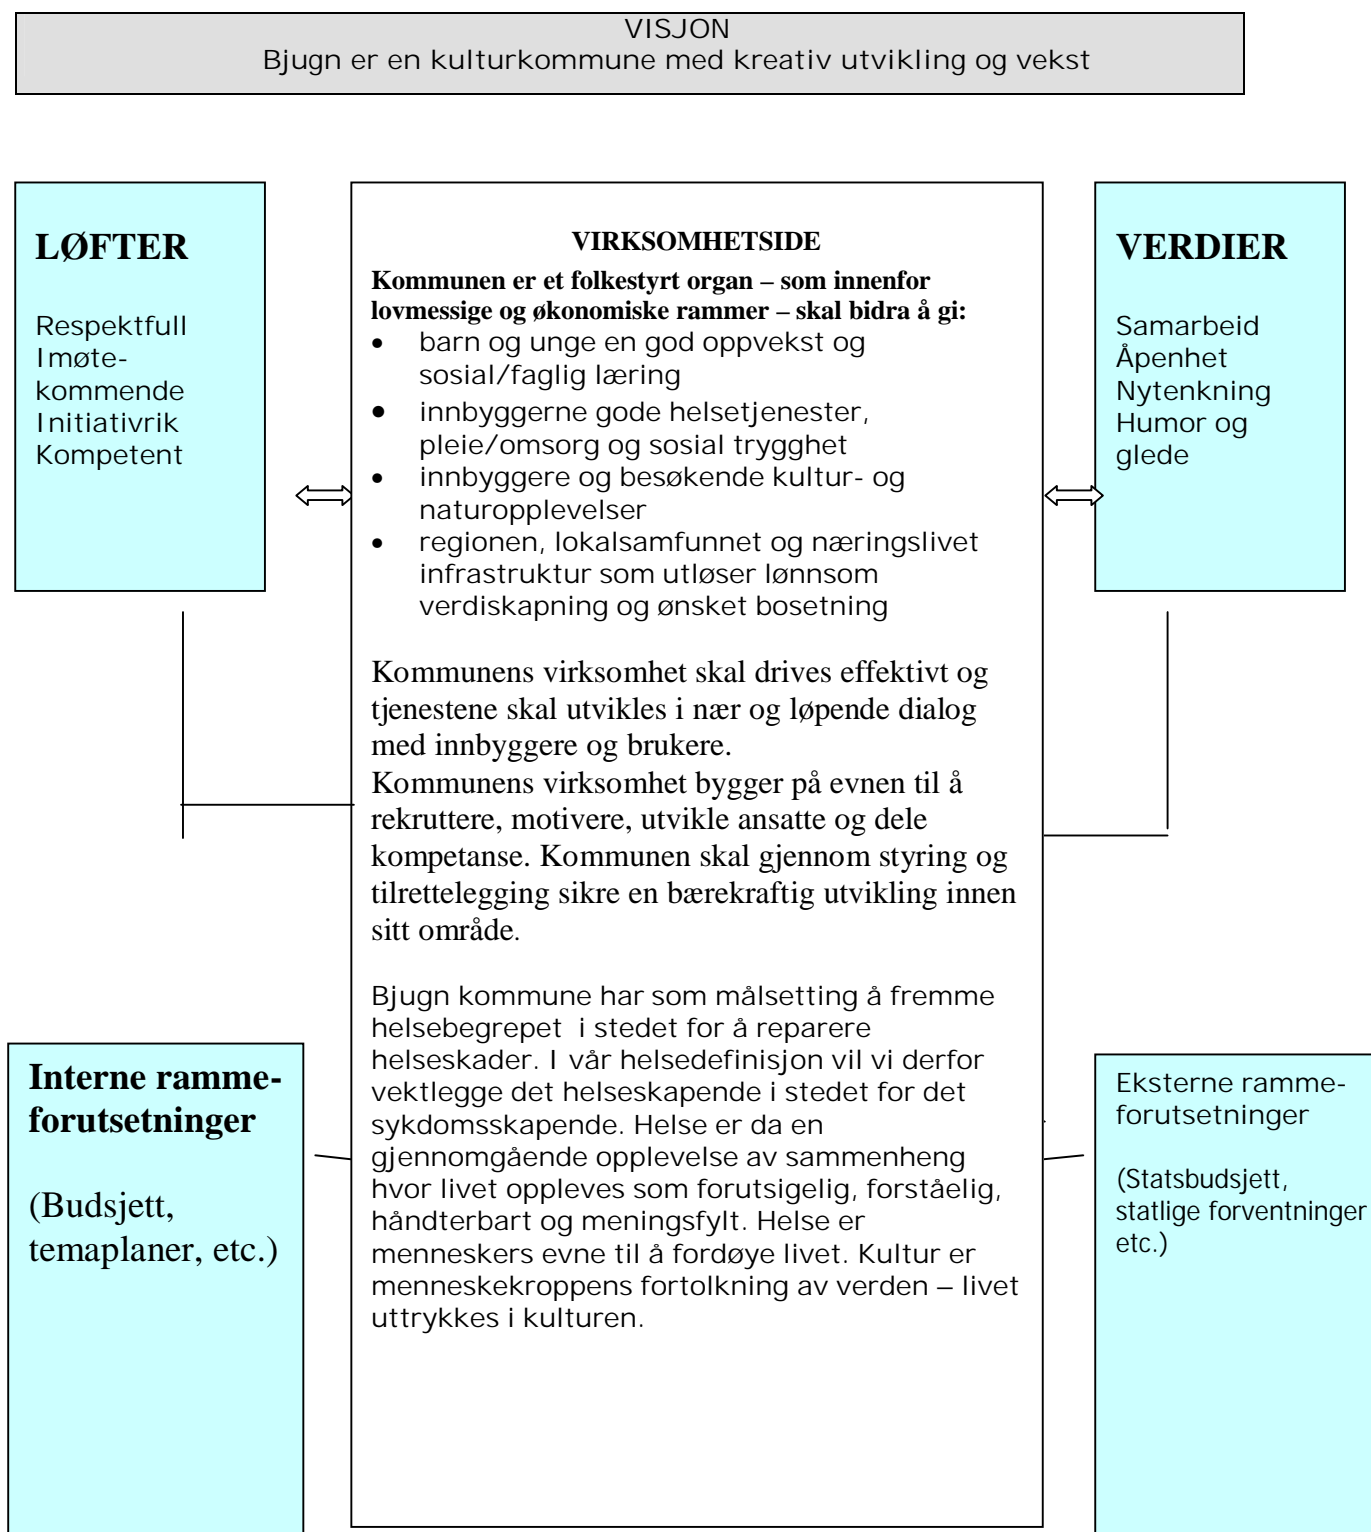 VISJON
Bjugn er en kulturkommune med kreativ utvikling og vekst
LØFTER
Respektfull
Imøte-
kommende
Initiativrik
Kompetent
VIRKSOMHETSIDE
Kommunen er et folkestyrt organ – som innenfor
lovmessige og økonomiske rammer – skal bidra å gi:
• barn og unge en god oppvekst og
sosial/faglig læring
• innbyggerne gode helsetjenester,
pleie/omsorg og sosial trygghet
• innbyggere og besøkende kultur- og
naturopplevelser
• regionen, lokalsamfunnet og næringslivet
infrastruktur som utløser lønnsom
verdiskapning og ønsket bosetning
Kommunens virksomhet skal drives effektivt og
tjenestene skal utvikles i nær og løpende dialog
med innbyggere og brukere.
Kommunens virksomhet bygger på evnen til å
rekruttere, motivere, utvikle ansatte og dele
kompetanse. Kommunen skal gjennom styring og
tilrettelegging sikre en bærekraftig utvikling innen
sitt område.
Bjugn kommune har som målsetting å fremme
helsebegrepet i stedet for å reparere
helseskader. I vår helsedefinisjon vil vi derfor
vektlegge det helseskapende i stedet for det
sykdomsskapende. Helse er da en
gjennomgående opplevelse av sammenheng
hvor livet oppleves som forutsigelig, forståelig,
håndterbart og meningsfylt. Helse er
menneskers evne til å fordøye livet. Kultur er
menneskekroppens fortolkning av verden – livet
uttrykkes i kulturen.
VERDIER
Samarbeid
Åpenhet
Nytenkning
Humor og
glede
Interne ramme-
forutsetninger
(Budsjett,
temaplaner, etc.)
Eksterne ramme-
forutsetninger
(Statsbudsjett,
statlige forventninger
etc.)